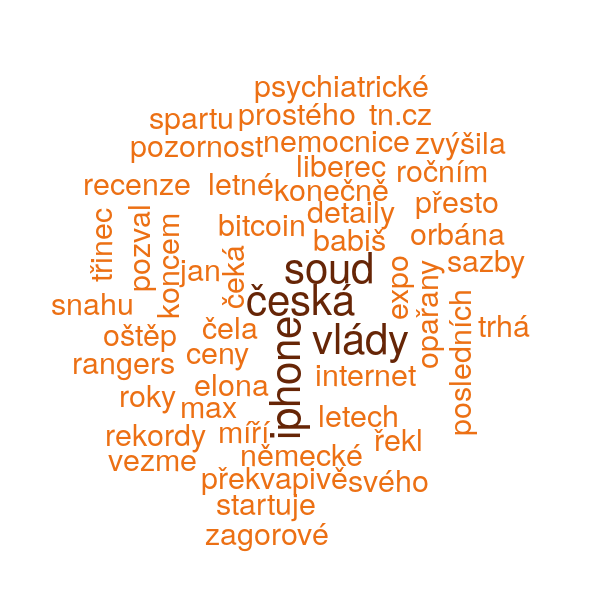 psychiatrické
spartu prostého tn.cz
pozornost nemocnice zvýšila
liberec ročním
recenze letné konečně
detaily přesto
třinec pozval koncem bitcoin babiš orbána
jan čeká soud expo opařany sazby
snahu česká posledních
oštěp čela iphone vlády trhá
rangers ceny
elona internet
roky max letech
rekordy míří řekl
vezme německé
překvapivě svého
startuje
zagorové